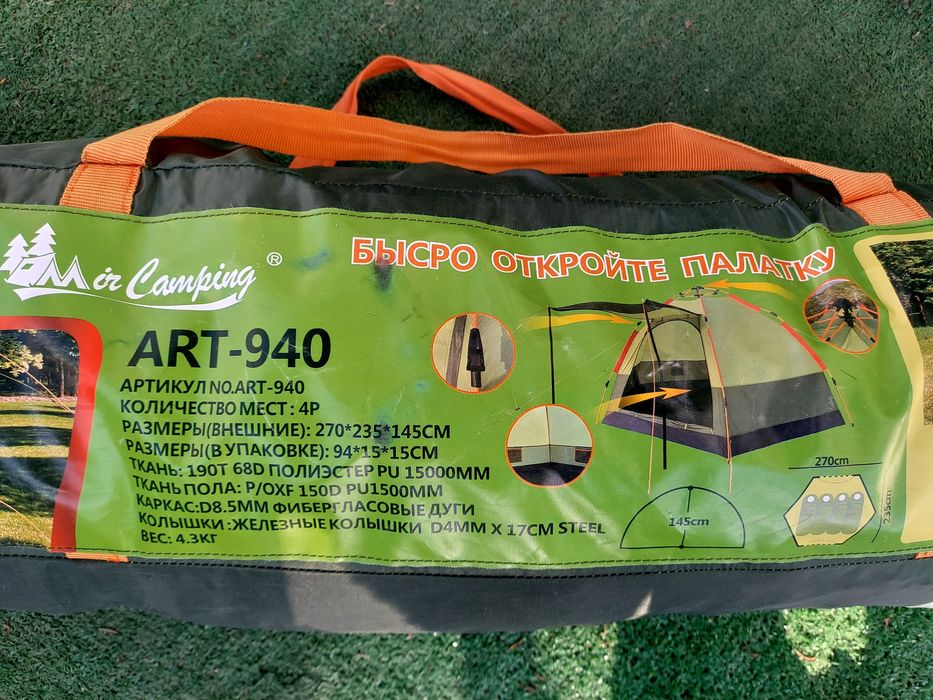 БЫСРО ОТКРОЙТЕ ПАЛАТКУ
Mir Camping ®
ART-940
АРТИКУЛ NO.ART-940
КОЛИЧЕСТВО МЕСТ : 4P
РАЗМЕРЫ(ВНЕШНИЕ): 270*235*145CM
РАЗМЕРЫ(В УПАКОВКЕ): 94*15*15CM
ТКАНЬ: 190T 68D ПОЛИЭСТЕР PU 15000MM
ТКАНЬ ПОЛА: P/OXF 150D PU1500MM
КАРКАС:D8.5MM ФИБЕРГЛАСОВЫЕ ДУГИ
КОЛЫШКИ :ЖЕЛЕЗНЫЕ КОЛЫШКИ D4MM X 17CM STEEL
ВЕС: 4.3КГ
145cm
270cm
235cm